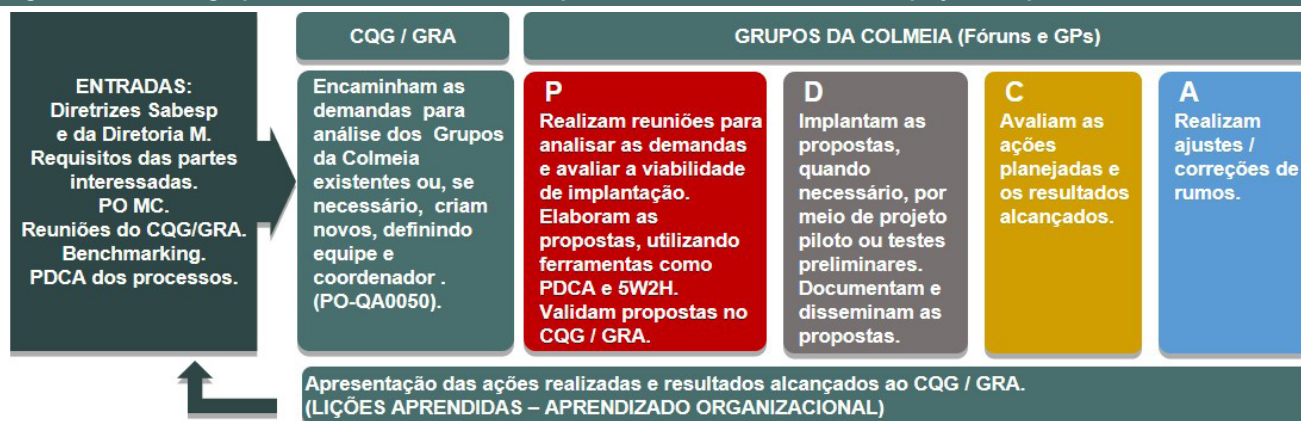 ENTRADAS:
Diretrizes Sabesp
e da Diretoria M.
Requisitos das partes
interessadas.
PO MC.
Reuniões do CQG/GRA.
Benchmarking.
PDCA dos processos.
CQG / GRA
Encaminham as
demandas para
análise dos Grupos
da Colmeia
existentes ou, se
necessário, criam
novos, definindo
equipe e
coordenador .
(PO-QA0050).
GRUPOS DA COLMEIA (Fóruns e GPs)
P
Realizam reuniões para
analisar as demandas
e avaliar a viabilidade
de implantação.
Elaboram as
propostas, utilizando
ferramentas como
PDCA e 5W2H.
Validam propostas no
CQG / GRA.
D
Implantam as
propostas,
quando
necessário, por
meio de projeto
piloto ou testes
preliminares.
Documentam e
disseminam as
propostas.
C
Avaliam as
ações
planejadas e
os resultados
alcançados.
A
Realizam
ajustes /
correções de
rumos.
Apresentação das ações realizadas e resultados alcançados ao CQG / GRA.
(LIÇÕES APRENDIDAS – APRENDIZADO ORGANIZACIONAL)